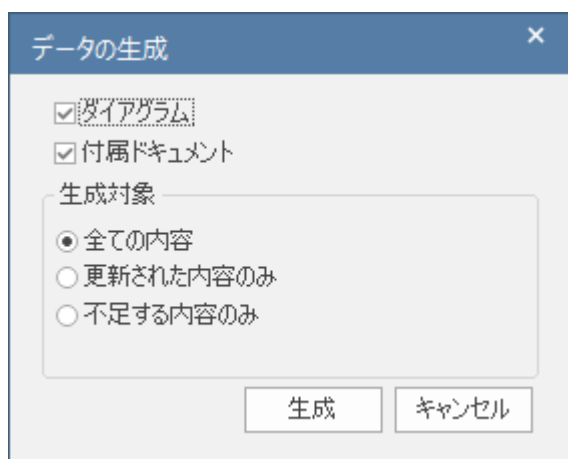 データの生成
ダイアグラム
付属ドキュメント
生成対象
全ての内容
更新された内容のみ
不足する内容のみ
生成 キャンセル